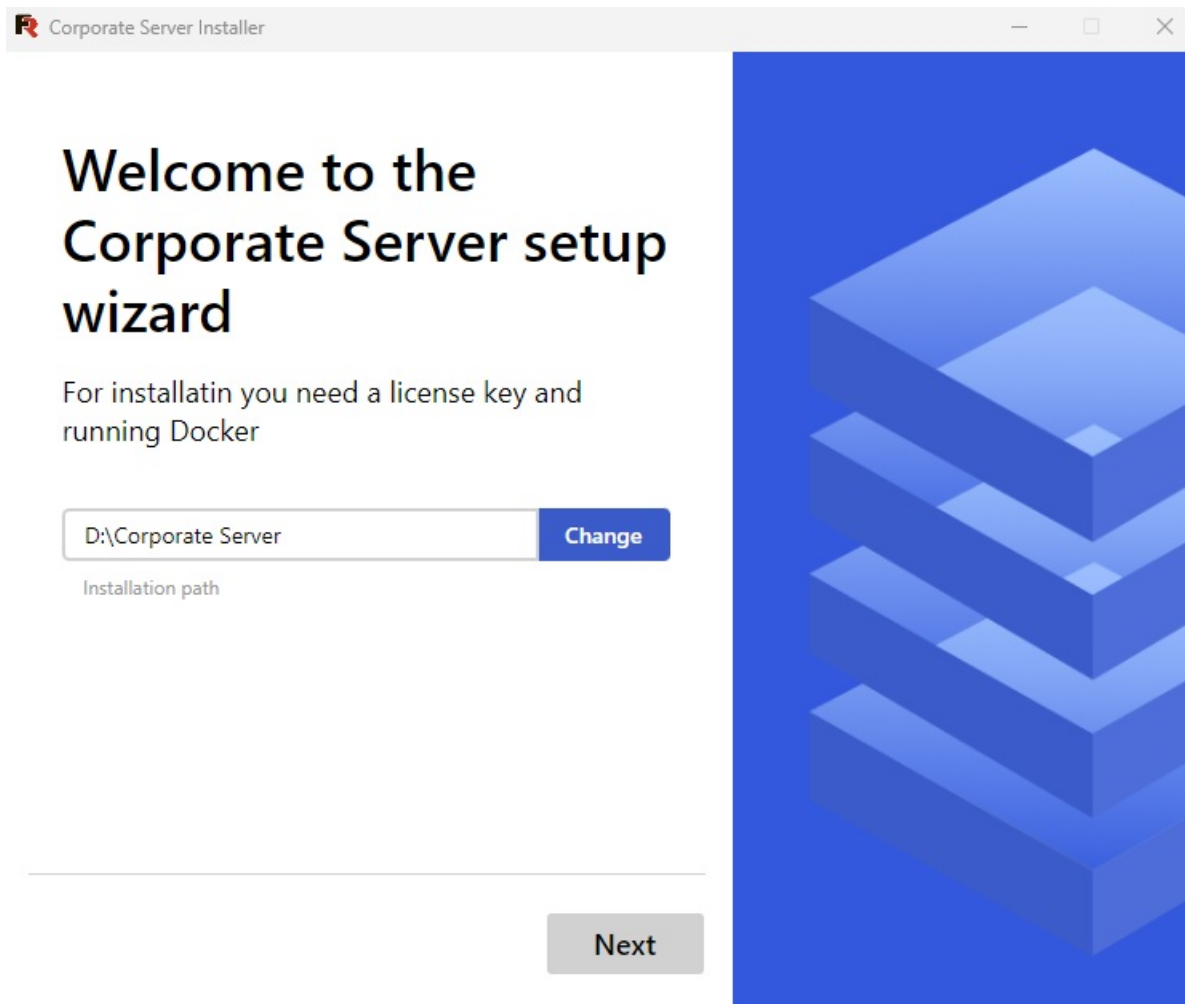 Corporate Server Installer
Welcome to the
Corporate Server setup
wizard
For installatin you need a license key and
running Docker
D:\Corporate Server
Change
Installation path
Next